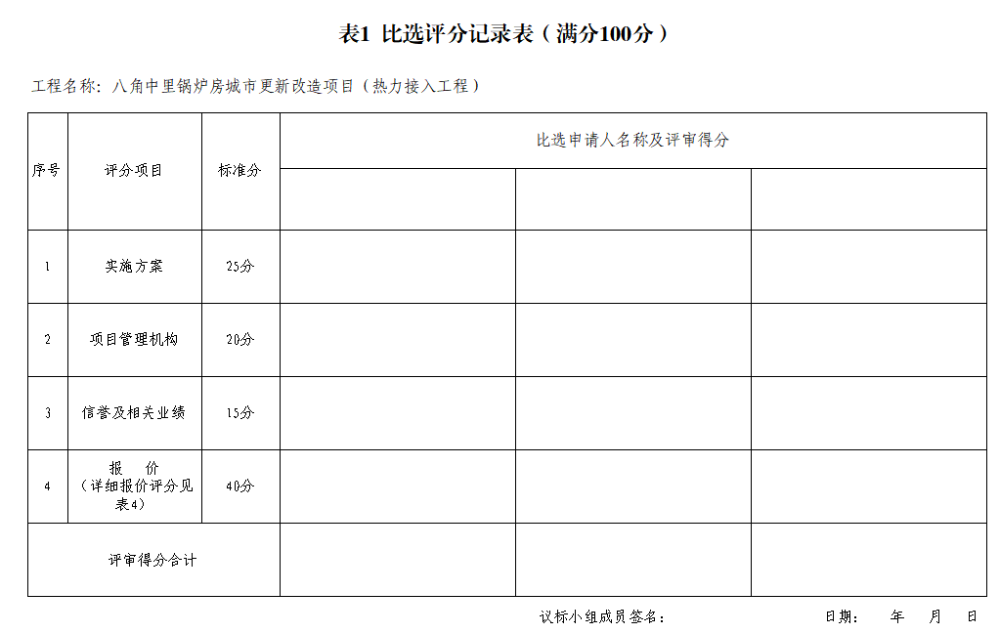 表1 比选评分记录表（满分100分）
工程名称：八角中里锅炉房城市更新改造项目（热力接入工程）
序号 评分项目 标准分 比选申请人名称及评审得分
1 实施方案 25分
2 项目管理机构 20分
3 信誉及相关业绩 15分
报 价
4 （详细报价评分见 40分
表4）
评审得分合计
议标小组成员签名： 日期： 年 月 日